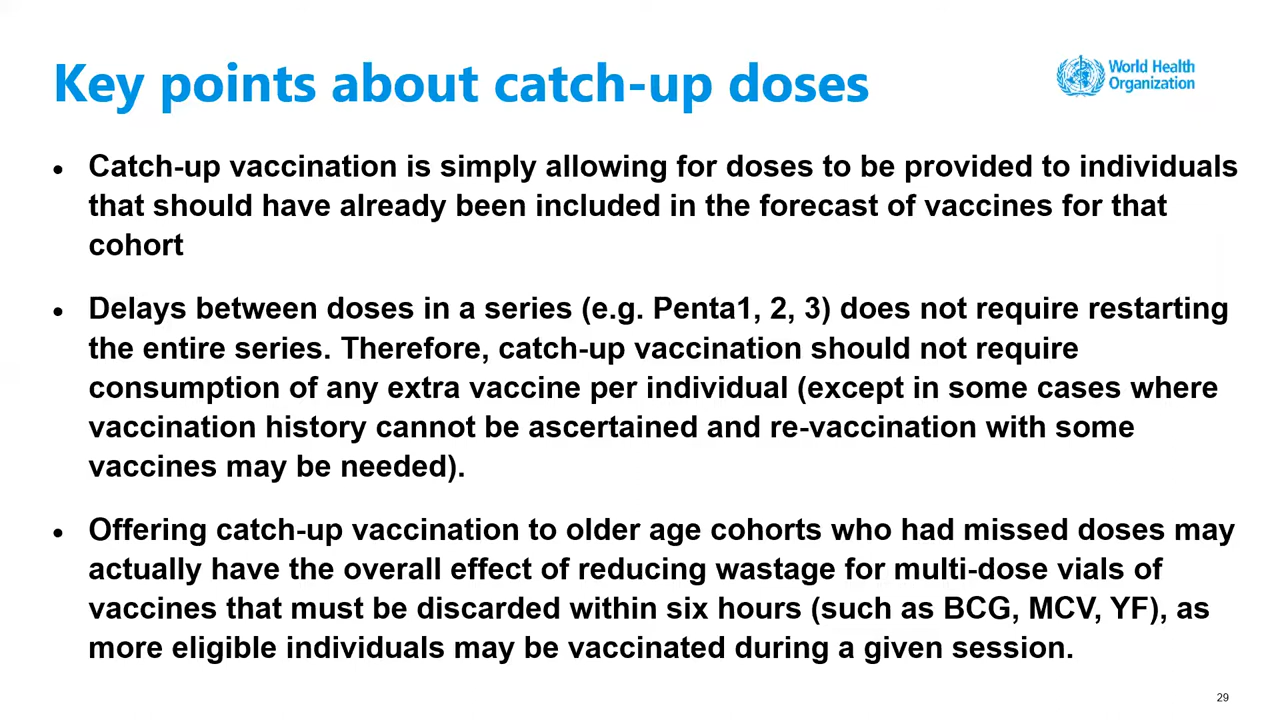 Key points about catch-up doses
World Health
Organization
• Catch-up vaccination is simply allowing for doses to be provided to individuals
that should have already been included in the forecast of vaccines for that
cohort
• Delays between doses in a series (e.g. Penta1, 2, 3) does not require restarting
the entire series. Therefore, catch-up vaccination should not require
consumption of any extra vaccine per individual (except in some cases where
vaccination history cannot be ascertained and re-vaccination with some
vaccines may be needed).
• Offering catch-up vaccination to older age cohorts who had missed doses may
actually have the overall effect of reducing wastage for multi-dose vials of
vaccines that must be discarded within six hours (such as BCG, MCV, YF), as
more eligible individuals may be vaccinated during a given session.
29